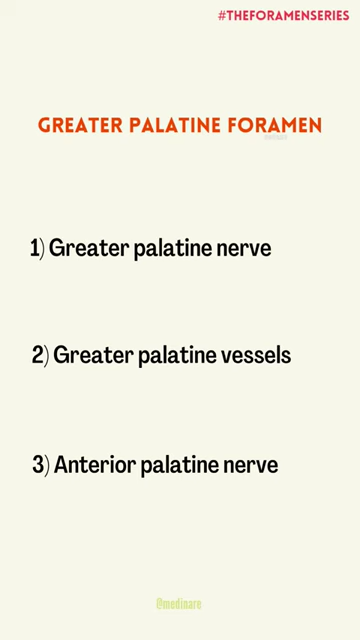 #THEFORAMENSERIES
GREATER PALATINE FORAMEN
1) Greater palatine nerve
2) Greater palatine vessels
3) Anterior palatine nerve
@medinare